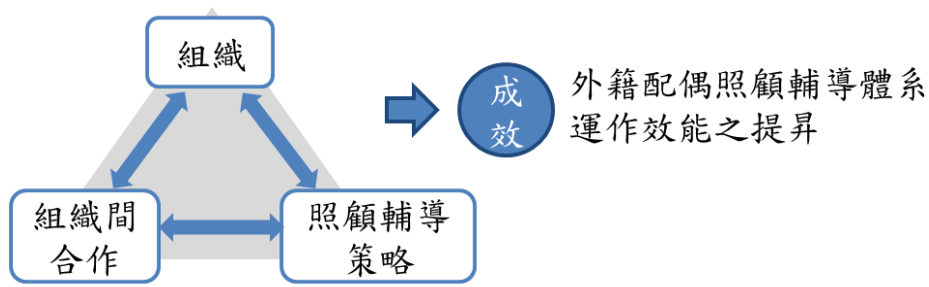 組織
組織間
合作
照顧輔導
策略
成
效
外籍配偶照顧輔導體系
運作效能之提昇